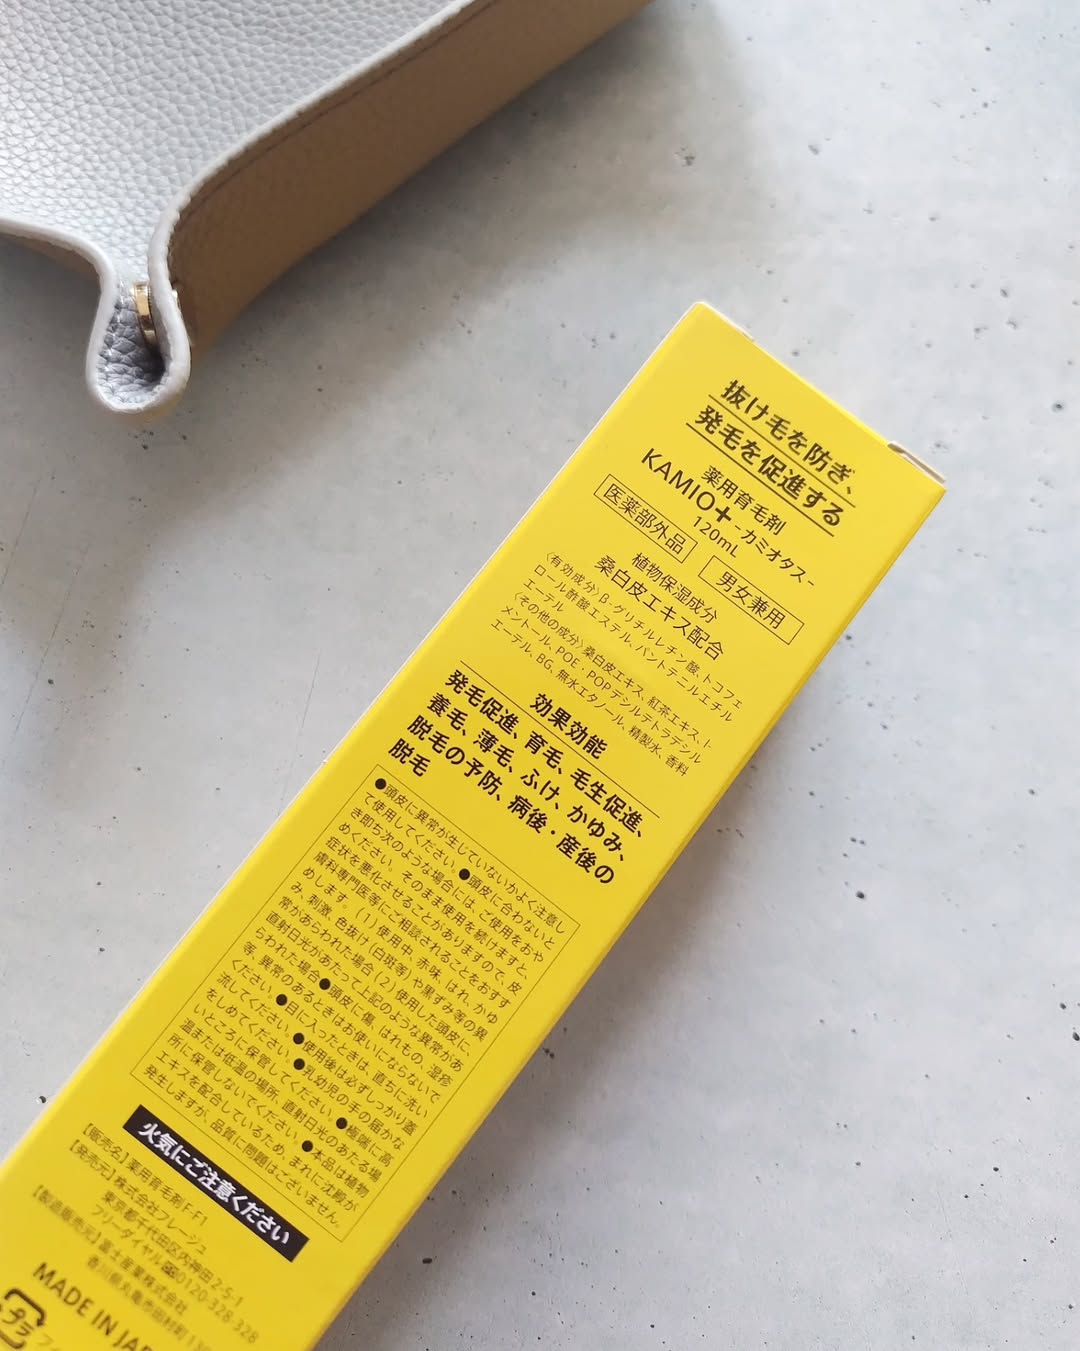 抜け毛を防ぎ、
発毛を促進する
薬用育毛剤
KAMIO+-カミオタス-
120mL
医薬部外品
男女兼用
植物保湿成分
桑白皮エキス配合
〈有効成分〉β-グリチルレチン酸、トコフェ
ロール酢酸エステル、パントテニルエチル
エーテル
〈その他の成分〉桑白皮エキス、紅茶エキス、l-
メントール、POE・POPデシルテトラデシル
エーテル、BG、無水エタノール、精製水、香料
効果効能
発毛促進、育毛、毛生促進、
養毛、薄毛、ふけ、かゆみ、
脱毛の予防、病後・産後の
脱毛
●頭皮に異常が生じていないかよく注意し
て使用してください。●頭皮に合わないと
き即ち次のような場合には、ご使用をおや
めください。そのまま使用を続けますと、
症状を悪化させることがありますので、皮
膚科専門医等にご相談されることをおすす
めします。(1)使用中、赤味、はれ、かゆ
み、刺激、色抜け(白斑等)や黒ずみ等の異
常があらわれた場合(2)使用した頭皮に、
直射日光があたって上記のような異常があ
らわれた場合●頭皮に傷、はれもの、湿疹
等、異常のあるときはお使いにならないで
ください。●目に入ったときは、直ちに洗い
流してください。●使用後は必ずしっかり蓋
をしめてください。●乳幼児の手の届かな
いところに保管してください。●極端に高
温または低温の場所、直射日光のあたる場
所に保管しないでください。●本品は植物
エキスを配合しているため、まれに沈殿が
発生しますが、品質に問題はございません。
火気にご注意ください
【販売名】薬用育毛剤F-F1
【発売元】株式会社フレージュ
東京都千代田区内神田2-5-1
フリーダイヤル 0120-328-328
【製造販売元】富士産業株式会社
香川県丸亀市田村町
MADE IN JAP
プラ